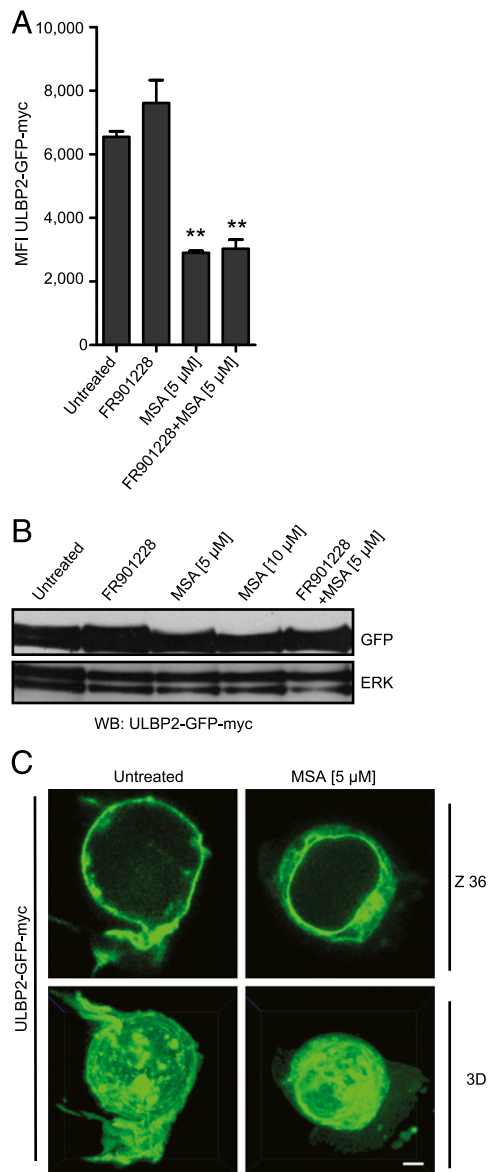 A
MFI ULBP2-GFP-myc
10,000
8,000
6,000
4,000
2,000
0
**
**
Untreated
FR901228
MSA [5 µM]
FR901228+MSA [5 µM]
B
Untreated
FR901228
MSA [5 µM]
MSA [10 µM]
FR901228
+MSA [5 µM]
GFP
ERK
WB: ULBP2-GFP-myc
C
Untreated
MSA [5 µM]
ULBP2-GFP-myc
Z 36
3D